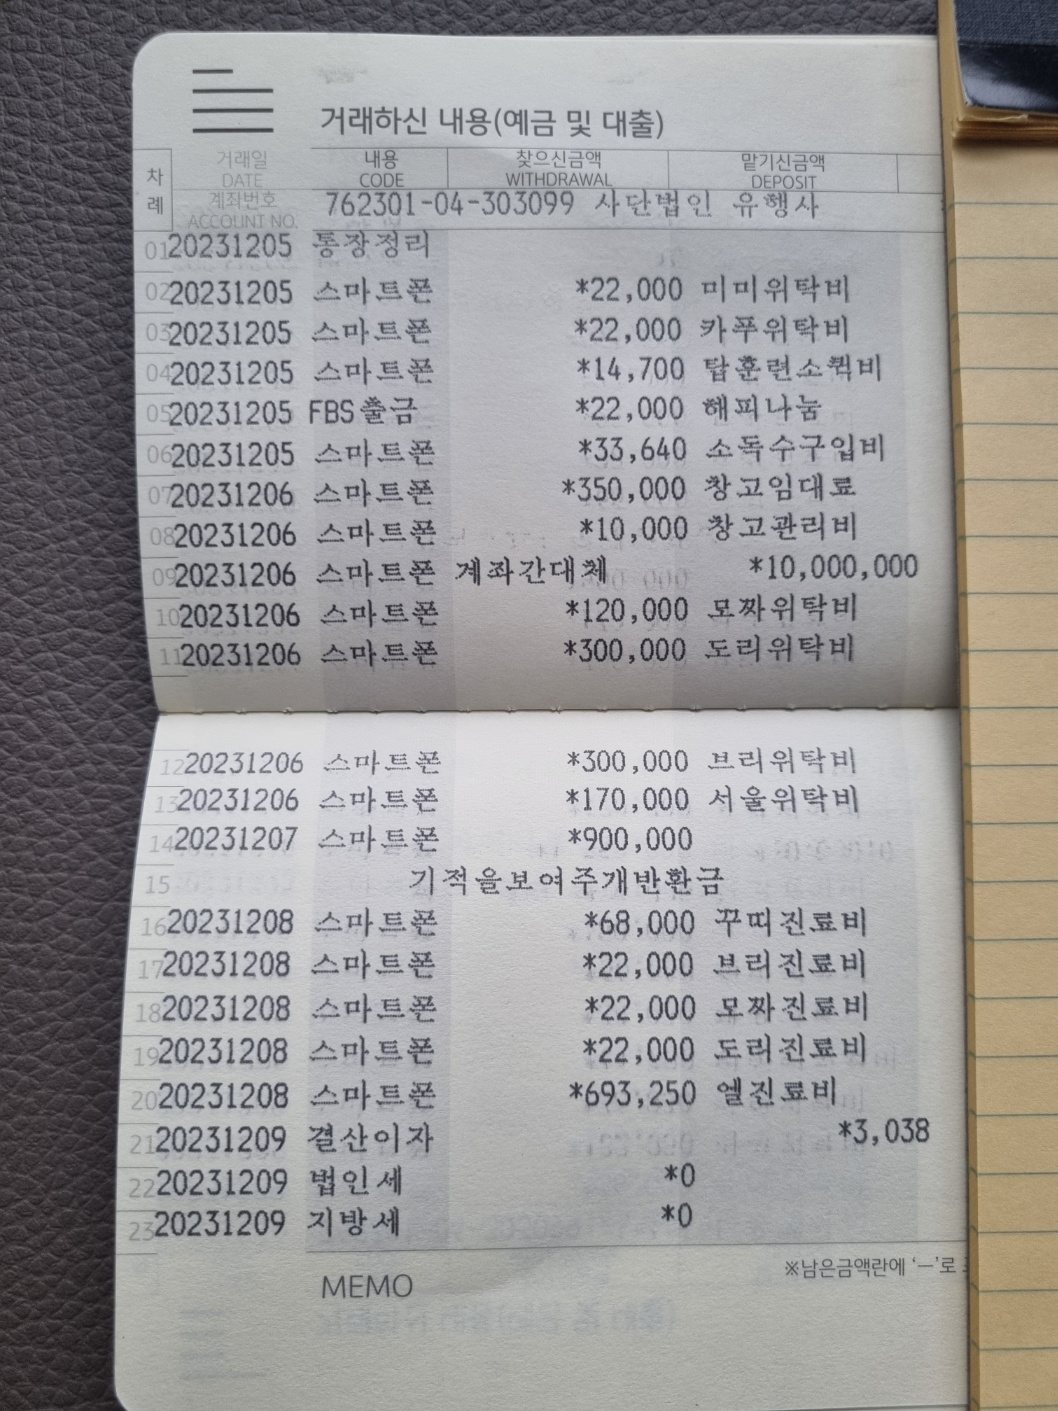 거래하신 내용(예금 및 대출)
차례 거래일 DATE 내용 CODE 찾으신금액 WITHDRAWAL 맡기신금액 DEPOSIT
계좌번호 ACCOUNT NO. 762301-04-303099 사단법인 유행사
01 20231205 통장정리
02 20231205 스마트폰 *22,000 미미위탁비
03 20231205 스마트폰 *22,000 카푸위탁비
04 20231205 스마트폰 *14,700 탑훈련소퀵비
05 20231205 FBS출금 *22,000 해피나눔
06 20231205 스마트폰 *33,640 소독수구입비
07 20231206 스마트폰 *350,000 창고임대료
08 20231206 스마트폰 *10,000 창고관리비
09 20231206 스마트폰 계좌간대체 *10,000,000
10 20231206 스마트폰 *120,000 모짜위탁비
11 20231206 스마트폰 *300,000 도리위탁비
12 20231206 스마트폰 *300,000 브리위탁비
13 20231206 스마트폰 *170,000 서울위탁비
14 20231207 스마트폰 *900,000
15 기적을보여주개반환금
16 20231208 스마트폰 *68,000 꾸띠진료비
17 20231208 스마트폰 *22,000 브리진료비
18 20231208 스마트폰 *22,000 모짜진료비
19 20231208 스마트폰 *22,000 도리진료비
20 20231208 스마트폰 *693,250 엘진료비
21 20231209 결산이자 *3,038
22 20231209 법인세 *0
23 20231209 지방세 *0
※남은금액란에 ‘－’로
MEMO